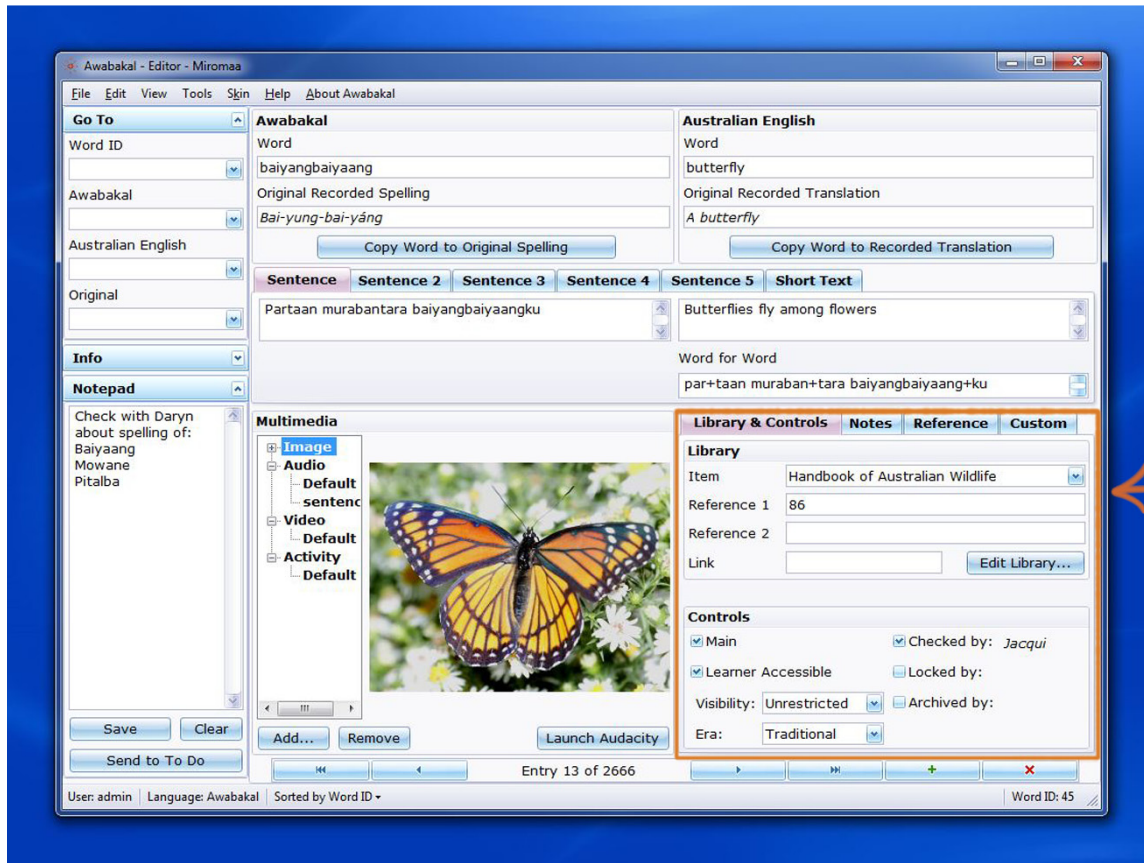 Awabakal - Editor - Miromaa
File Edit View Tools Skin Help About Awabakal
Go To
Word ID
Awabakal
Australian English
Original
Info
Notepad
Check with Daryn
about spelling of:
Baiyaang
Mowane
Pitalba
Save Clear
Send to To Do
Awabakal
Word
baiyangbaiyaang
Original Recorded Spelling
Bai-yung-bai-yáng
Copy Word to Original Spelling
Australian English
Word
butterfly
Original Recorded Translation
A butterfly
Copy Word to Recorded Translation
Sentence Sentence 2 Sentence 3 Sentence 4 Sentence 5 Short Text
Partaan murabantara baiyangbaiyaangku
Butterflies fly among flowers
Word for Word
par+taan muraban+tara baiyangbaiyaang+ku
Multimedia
Image
Audio
Default
sentenc
Video
Default
Activity
Default
Add... Remove Launch Audacity
Library & Controls Notes Reference Custom
Library
Item Handbook of Australian Wildlife
Reference 1 86
Reference 2
Link Edit Library...
Controls
Main Checked by: Jacqui
Learner Accessible Locked by:
Visibility: Unrestricted Archived by:
Era: Traditional
Entry 13 of 2666
User: admin Language: Awabakal Sorted by Word ID Word ID: 45